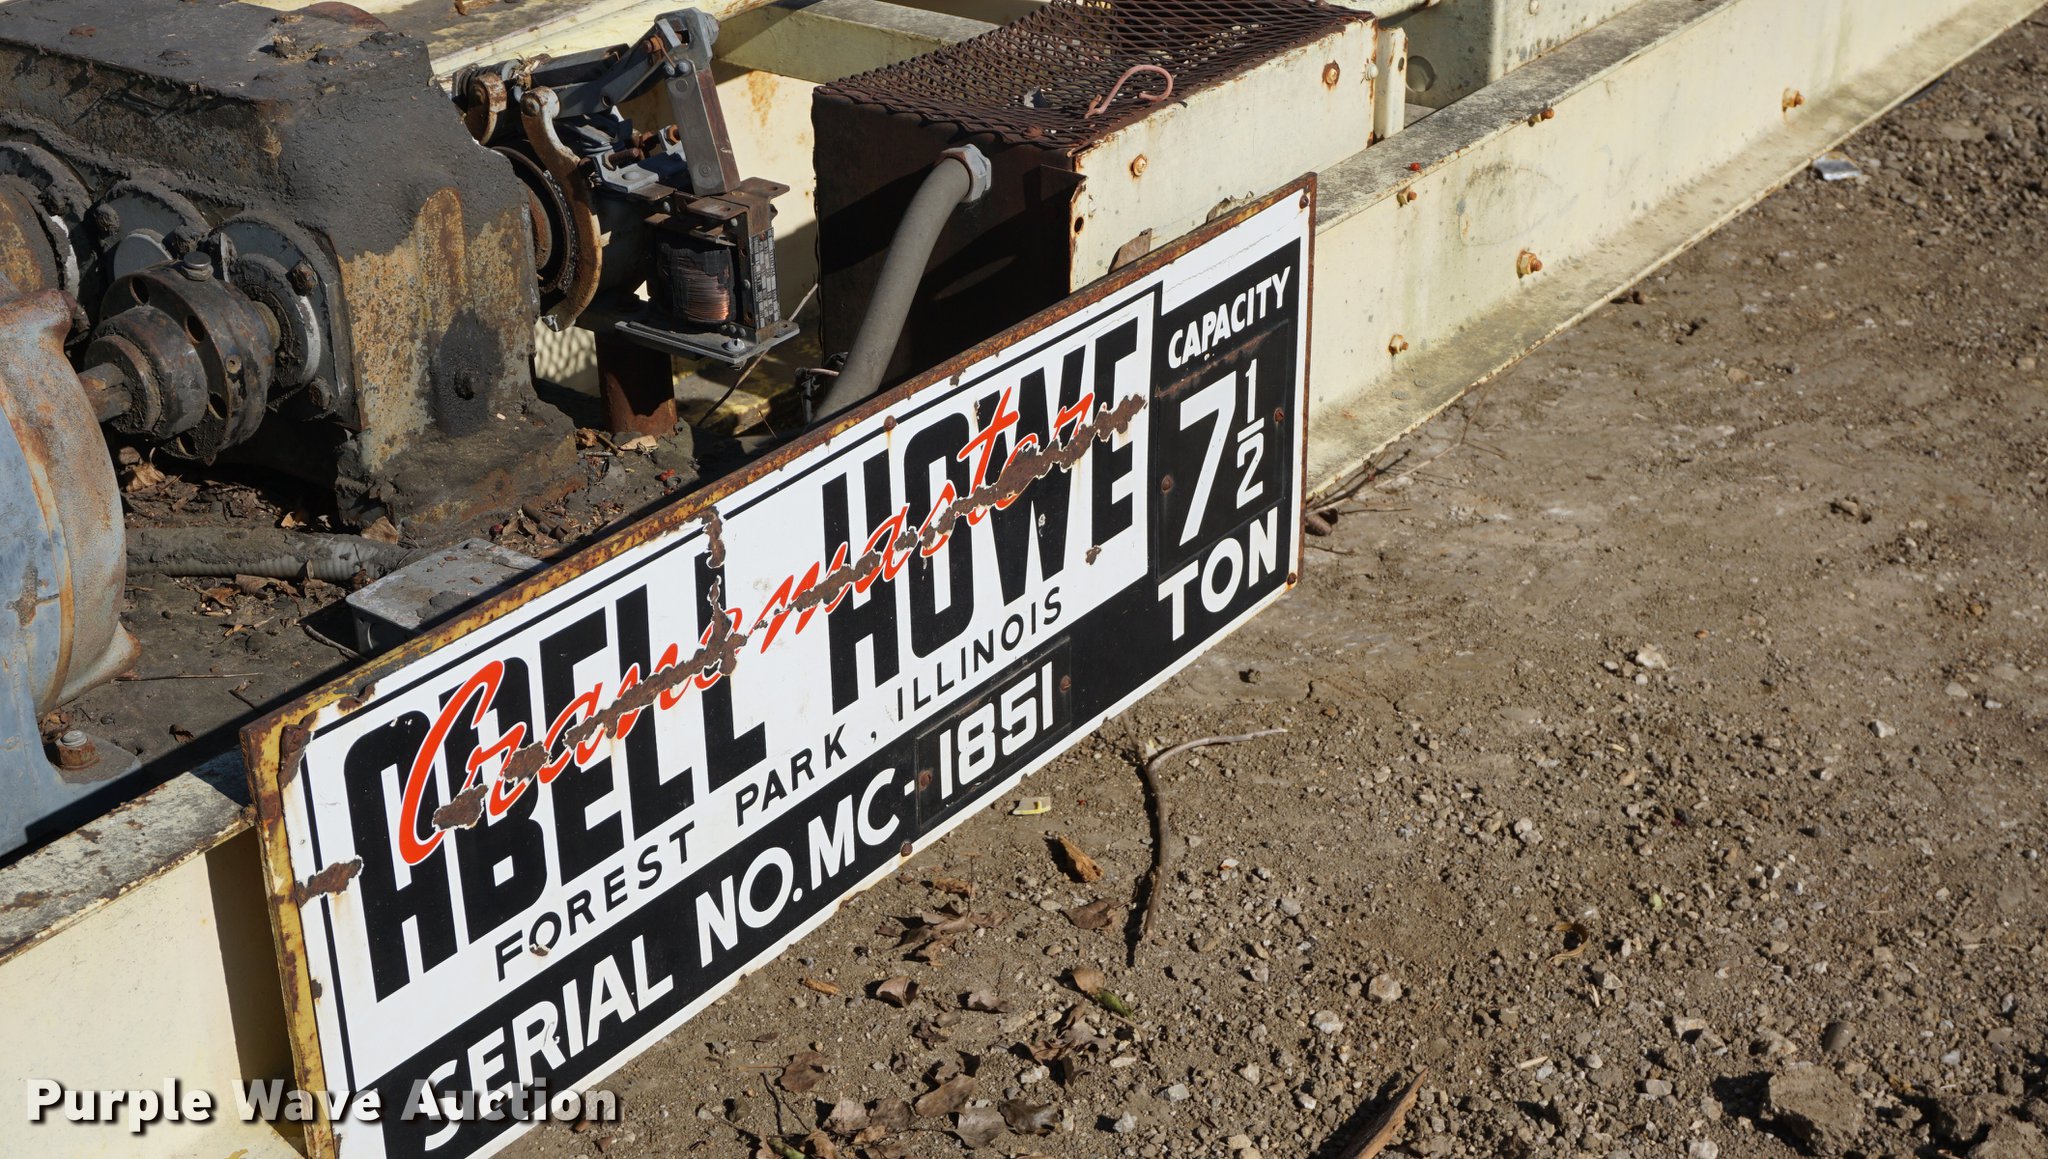 ABELL HOWE
Cranemaster
FOREST PARK, ILLINOIS
SERIAL NO. MC-1851
CAPACITY
7 1/2
TON
Purple Wave Auction